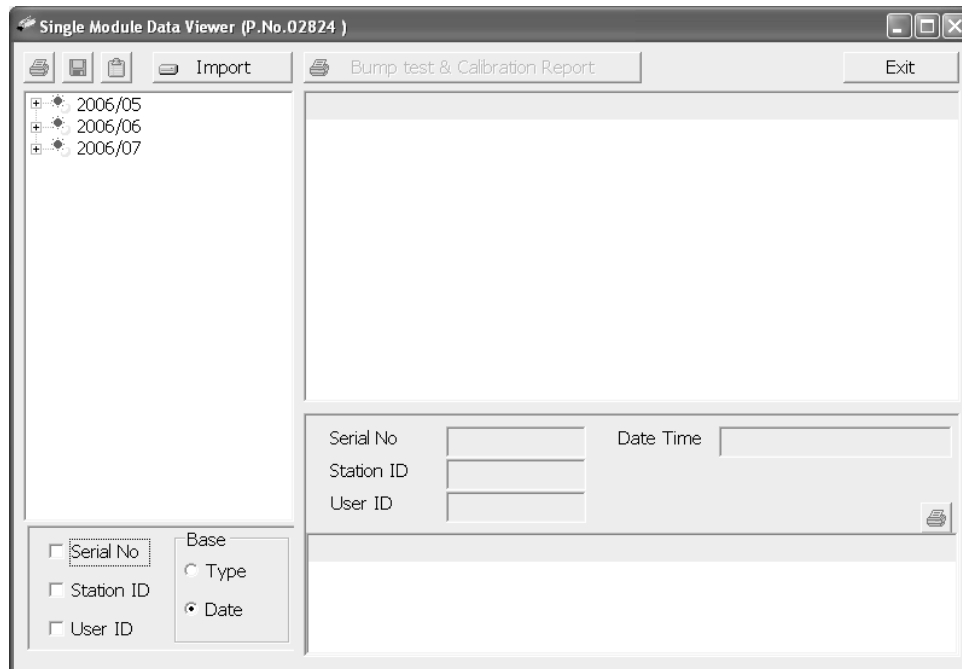 Single Module Data Viewer (P.No.02824 )
Import
Bump test & Calibration Report
Exit
2006/05
2006/06
2006/07
Serial No
Date Time
Station ID
User ID
Serial No
Station ID
User ID
Base
Type
Date